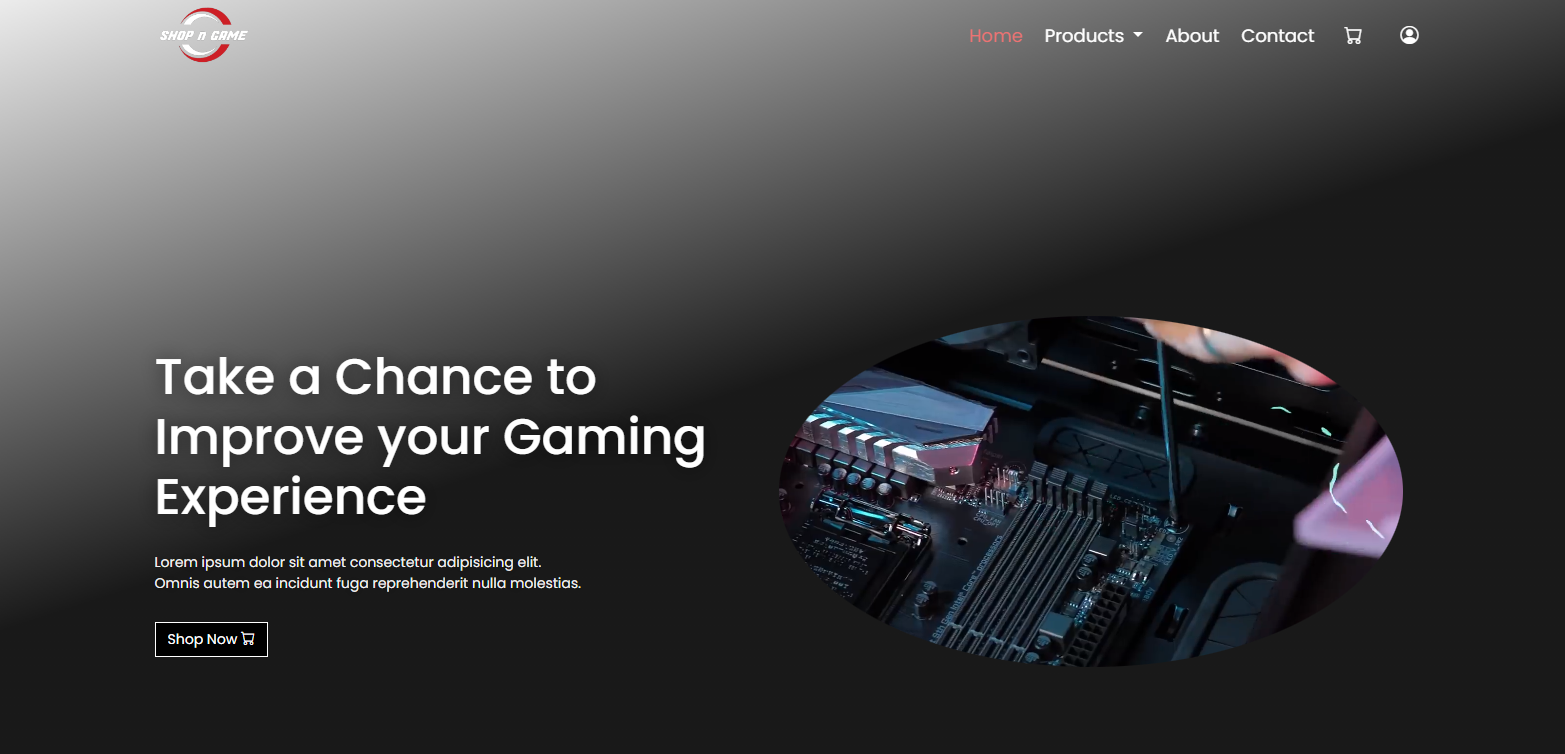 SHOP n GAME
Home Products About Contact
Take a Chance to
Improve your Gaming
Experience
Lorem ipsum dolor sit amet consectetur adipisicing elit.
Omnis autem ea incidunt fuga reprehenderit nulla molestias.
Shop Now